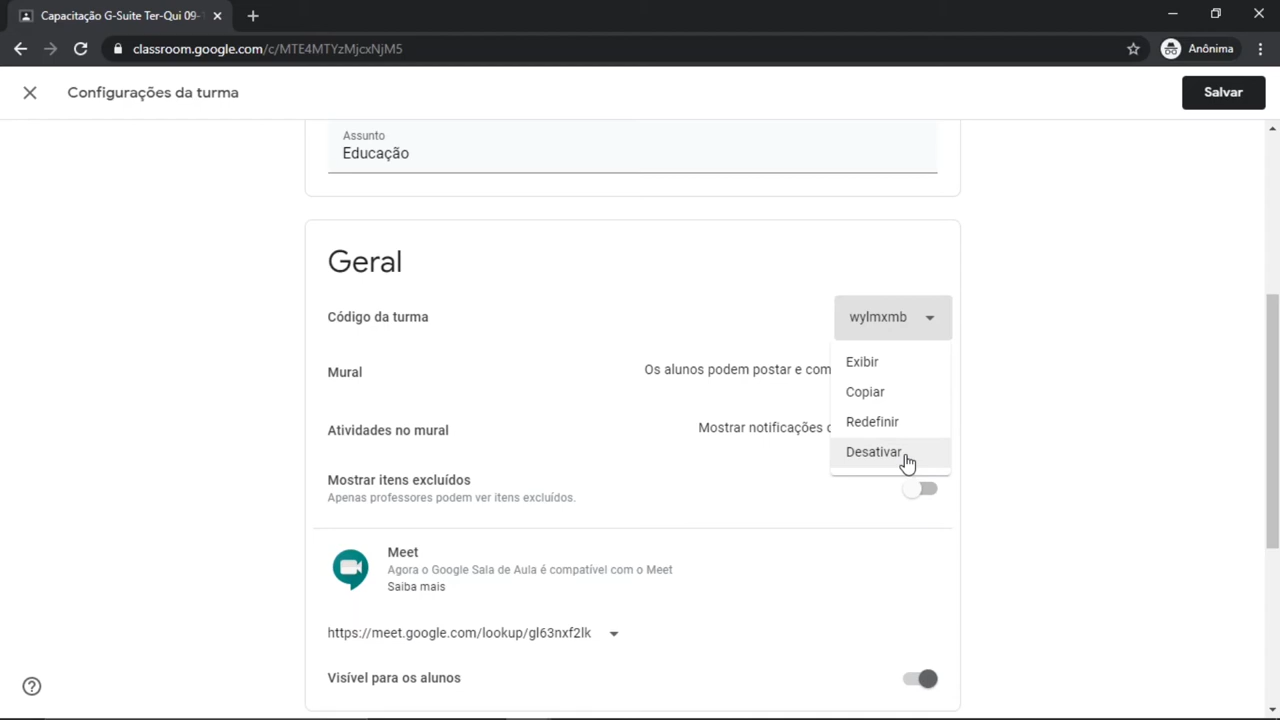 Capacitação G-Suite Ter-Qui 09-
classroom.google.com/c/MTE4MTYzMjcxNjM5
Anônima
Configurações da turma
Salvar
Assunto
Educação
Geral
Código da turma
wylmxmb
Exibir
Mural
Os alunos podem postar e com
Copiar
Redefinir
Atividades no mural
Mostrar notificações
Desativar
Mostrar itens excluídos
Apenas professores podem ver itens excluídos.
Meet
Agora o Google Sala de Aula é compatível com o Meet
Saiba mais
https://meet.google.com/lookup/gl63nxf2lk
Visível para os alunos